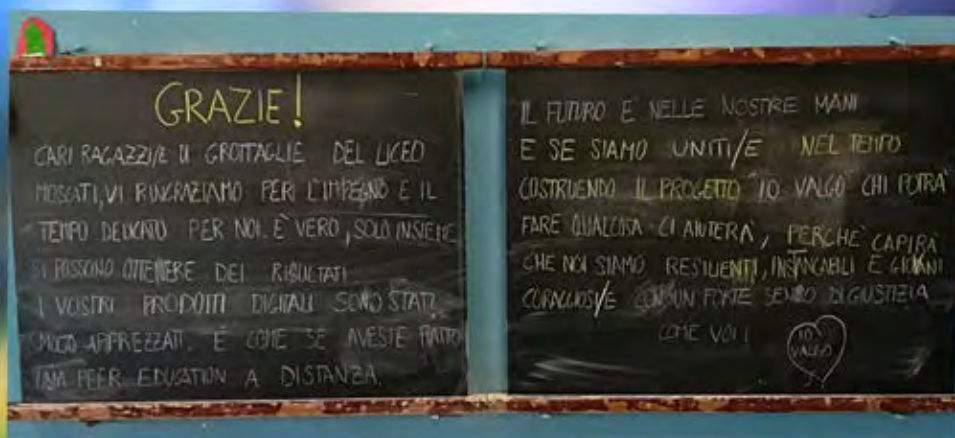 GRAZIE!
CARI RAGAZZI/E DI GROTTAGLIE DEL LICEO
MOSCATI, VI RINGRAZIAMO PER L'IMPEGNO E IL
TEMPO DEDICATO PER NOI. È VERO, SOLO INSIEME
SI POSSONO OTTENERE DEI RISULTATI
I VOSTRI PRODOTTI DIGITALI SONO STATI
APPREZZATI. È COME SE AVESTE FATTO
UNA PEER EDUCATION A DISTANZA.
IL FUTURO È NELLE NOSTRE MANI
E SE SIAMO UNITI/E NEL TEMPO
COSTRUENDO IL PROGETTO "IO VALGO" CHI POTRÀ
FARE QUALCOSA CI AIUTERÀ, PERCHÉ CAPIRÀ
CHE NOI SIAMO RESILIENTI, INSTANCABILI E GIOVANI
CORAGGIOSI/E CON UN FORTE SENSO DI GIUSTIZIA
COME VOI!
IO
VALGO